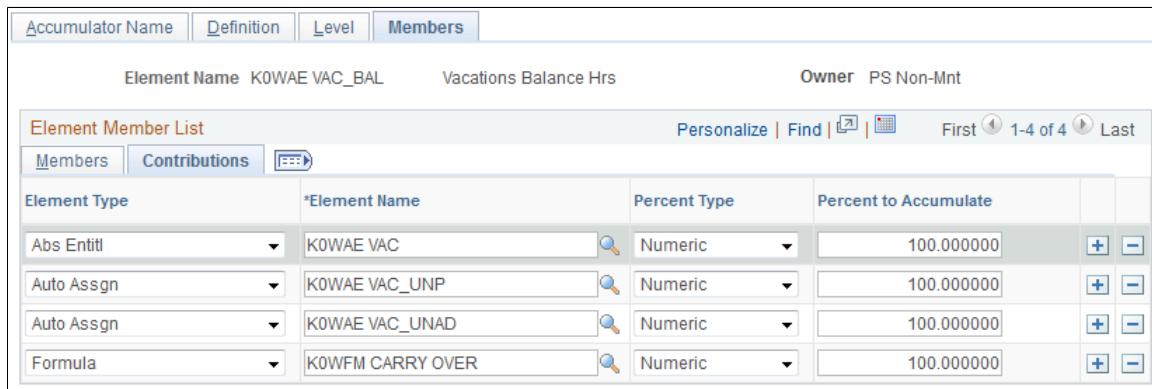 Accumulator Name Definition Level Members
Element Name K0WAE VAC_BAL Vacations Balance Hrs Owner PS Non-Mnt
Element Member List Personalize | Find | | First 1-4 of 4 Last
Members Contributions
Element Type *Element Name Percent Type Percent to Accumulate
Abs Entitl K0WAE VAC Numeric 100.000000
Auto Assgn K0WAE VAC_UNP Numeric 100.000000
Auto Assgn K0WAE VAC_UNAD Numeric 100.000000
Formula K0WFM CARRY OVER Numeric 100.000000